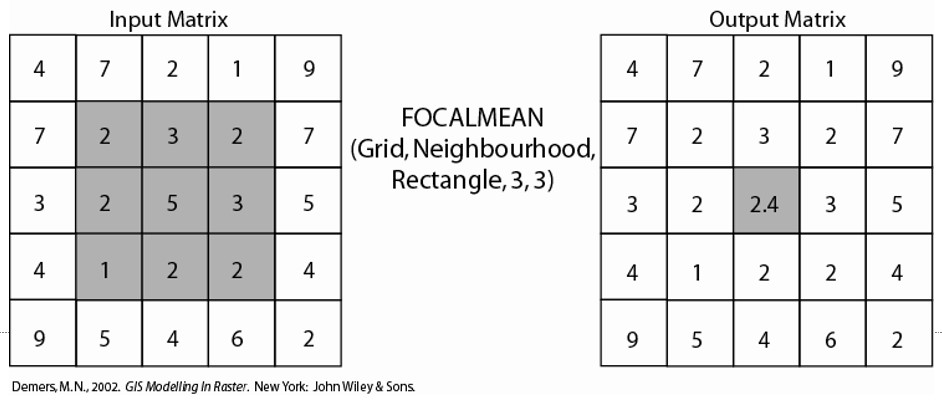 Input Matrix
Output Matrix
4 7 2 1 9
7 2 3 2 7
3 2 5 3 5
4 1 2 2 4
9 5 4 6 2
FOCALMEAN
(Grid, Neighbourhood,
Rectangle, 3, 3)
4 7 2 1 9
7 2 3 2 7
3 2 2.4 3 5
4 1 2 2 4
9 5 4 6 2
Demers, M.N., 2002. GIS Modelling In Raster. New York: John Wiley & Sons.